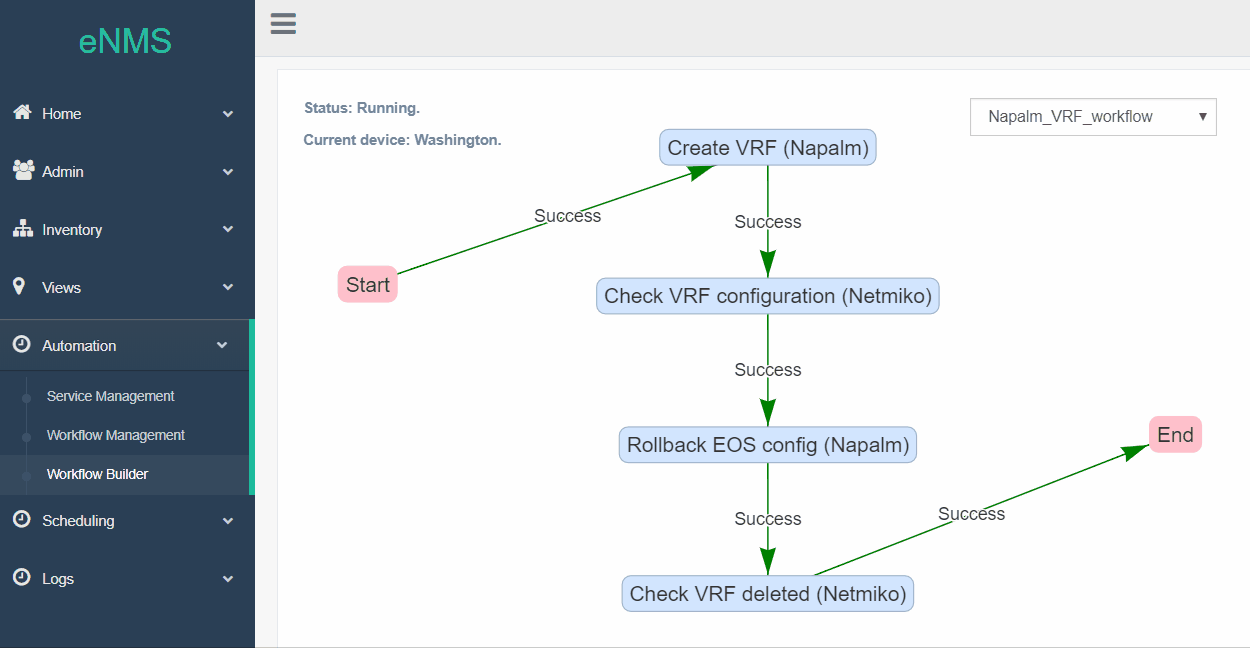 eNMS
Home
Admin
Inventory
Views
Automation
Service Management
Workflow Management
Workflow Builder
Scheduling
Logs
Status: Running.
Current device: Washington.
Napalm_VRF_workflow
Create VRF (Napalm)
Success
Success
Start
Check VRF configuration (Netmiko)
Success
Rollback EOS config (Napalm)
End
Success
Success
Check VRF deleted (Netmiko)